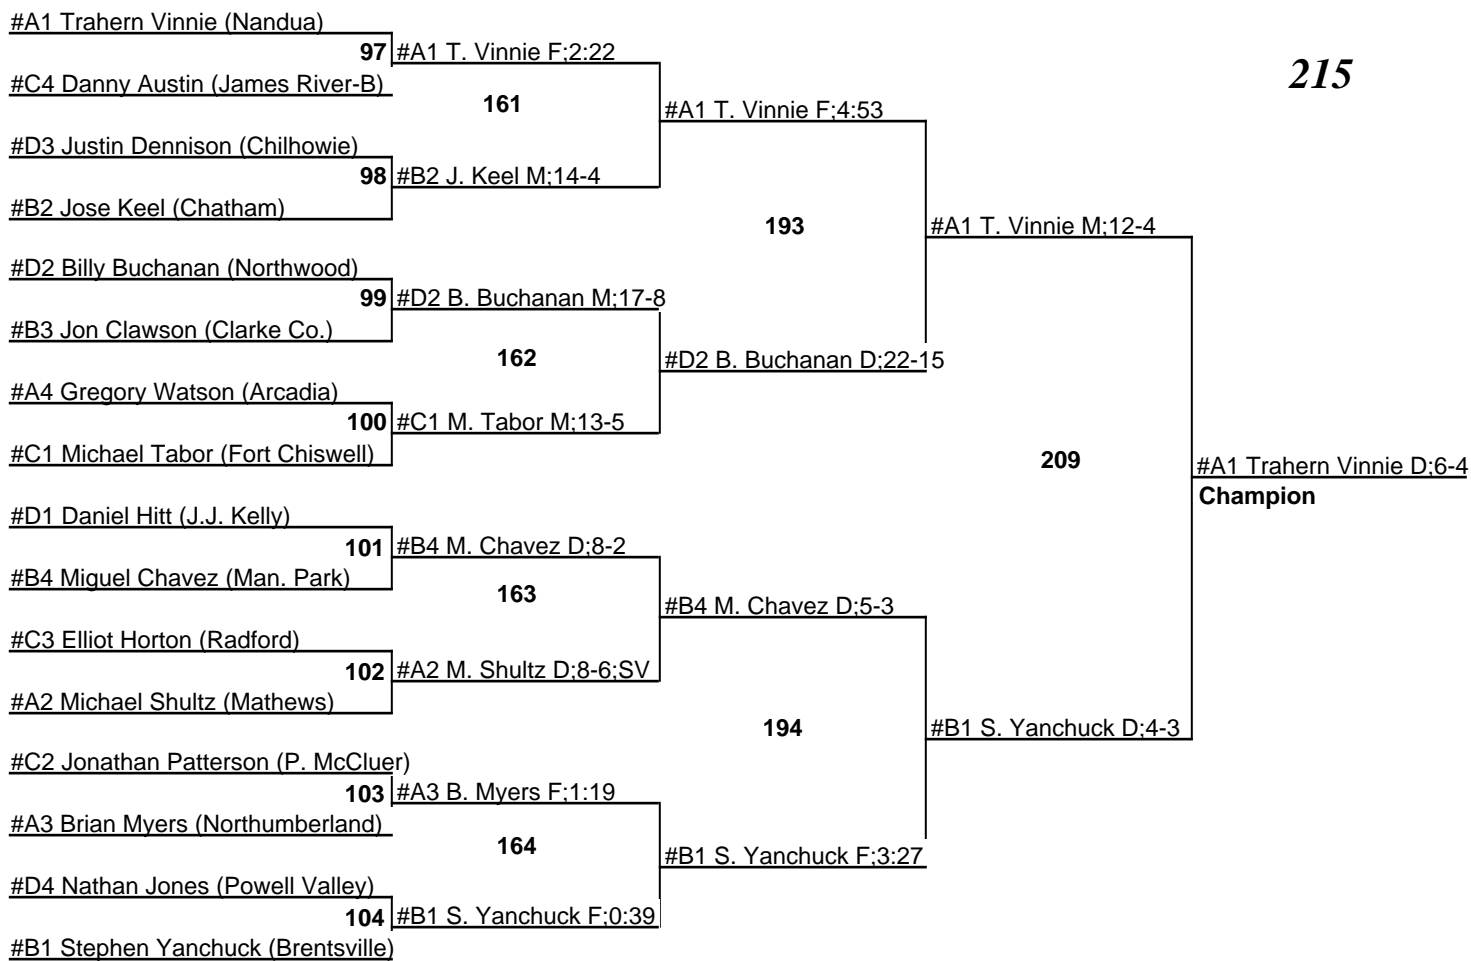 #A1 Trahern Vinnie (Nandua)
97 #A1 T. Vinnie F;2:22
215
#C4 Danny Austin (James River-B)
161
#A1 T. Vinnie F;4:53
#D3 Justin Dennison (Chilhowie)
98 #B2 J. Keel M;14-4
#B2 Jose Keel (Chatham)
193
#A1 T. Vinnie M;12-4
#D2 Billy Buchanan (Northwood)
99 #D2 B. Buchanan M;17-8
#B3 Jon Clawson (Clarke Co.)
162
#D2 B. Buchanan D;22-15
#A4 Gregory Watson (Arcadia)
100 #C1 M. Tabor M;13-5
#C1 Michael Tabor (Fort Chiswell)
209
#A1 Trahern Vinnie D;6-4
Champion
#D1 Daniel Hitt (J.J. Kelly)
101 #B4 M. Chavez D;8-2
#B4 Miguel Chavez (Man. Park)
163
#B4 M. Chavez D;5-3
#C3 Elliot Horton (Radford)
102 #A2 M. Shultz D;8-6;SV
#A2 Michael Shultz (Mathews)
194
#B1 S. Yanchuck D;4-3
#C2 Jonathan Patterson (P. McCluer)
103 #A3 B. Myers F;1:19
#A3 Brian Myers (Northumberland)
164
#B1 S. Yanchuck F;3:27
#D4 Nathan Jones (Powell Valley)
104 #B1 S. Yanchuck F;0:39
#B1 Stephen Yanchuck (Brentsville)